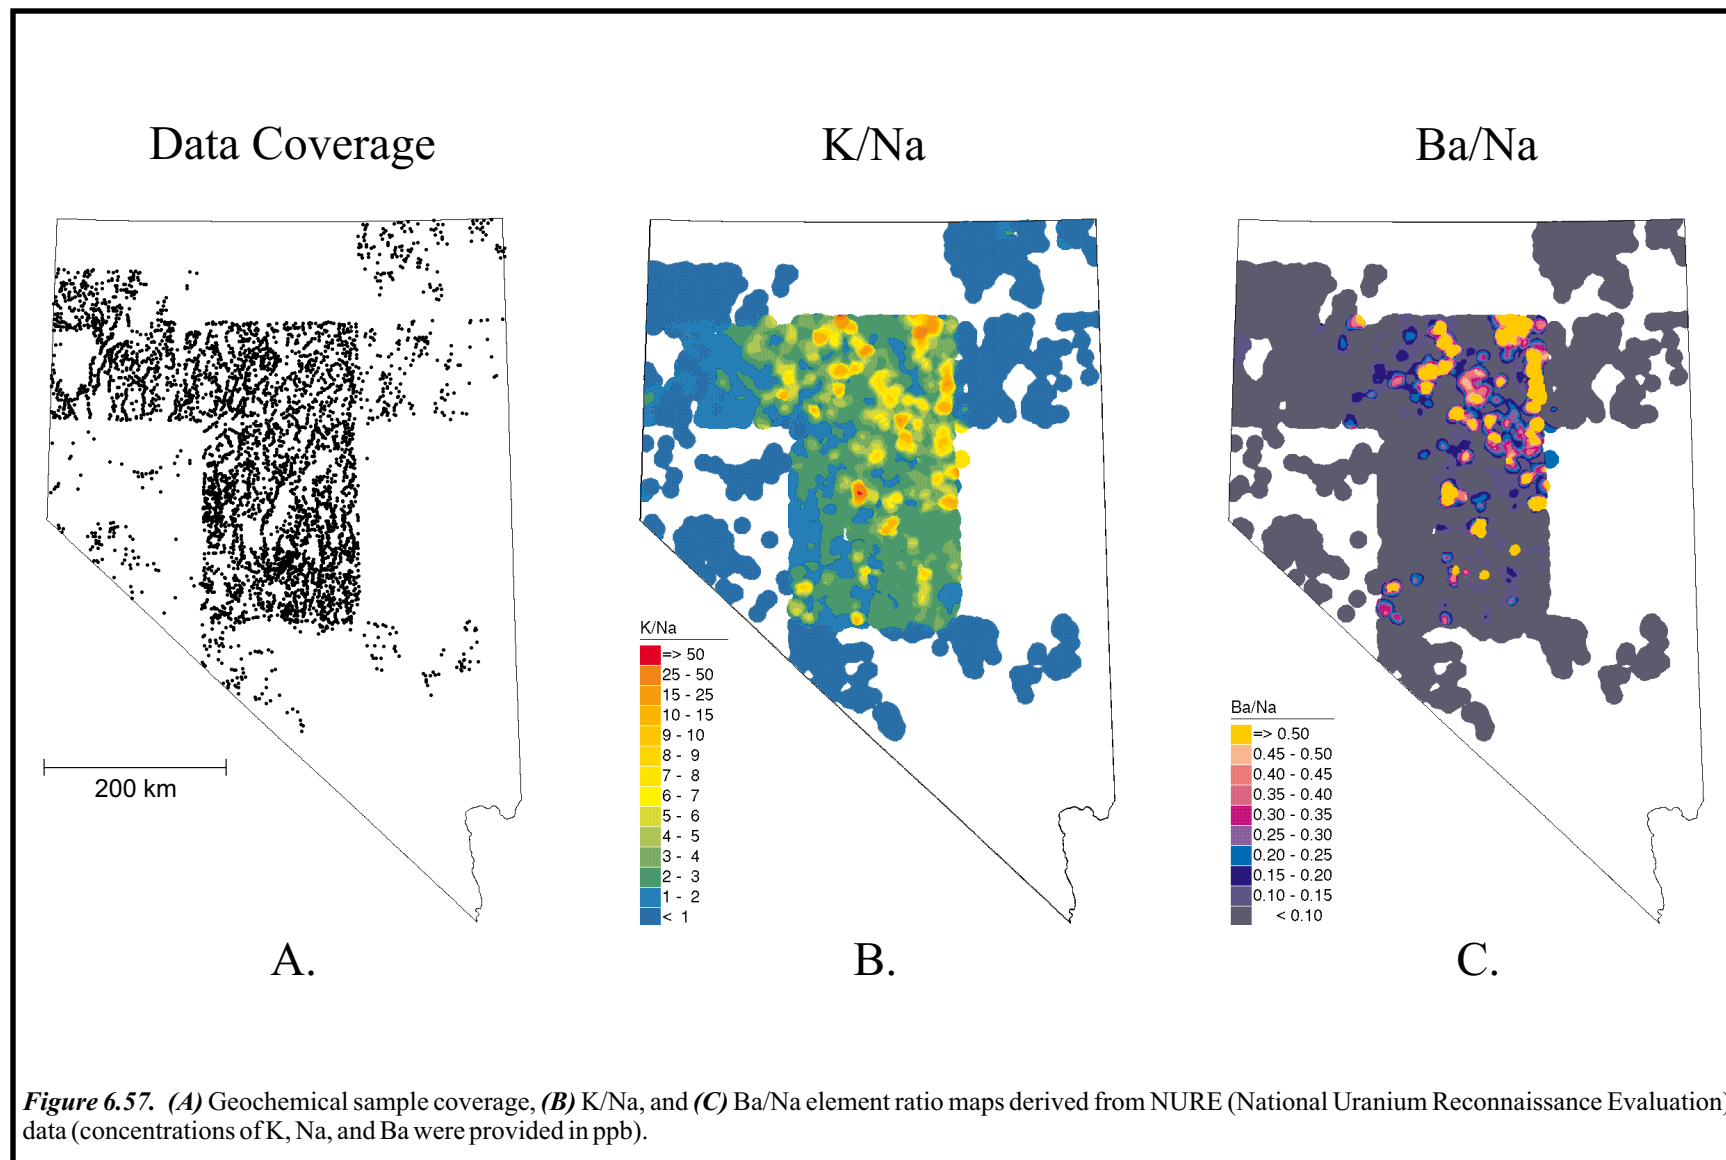 Data Coverage
K/Na
Ba/Na
200 km
K/Na
=> 50
25 - 50
15 - 25
10 - 15
9 - 10
8 - 9
7 - 8
6 - 7
5 - 6
4 - 5
3 - 4
2 - 3
1 - 2
< 1
Ba/Na
=> 0.50
0.45 - 0.50
0.40 - 0.45
0.35 - 0.40
0.30 - 0.35
0.25 - 0.30
0.20 - 0.25
0.15 - 0.20
0.10 - 0.15
< 0.10
A.
B.
C.
Figure 6.57. (A) Geochemical sample coverage, (B) K/Na, and (C) Ba/Na element ratio maps derived from NURE (National Uranium Reconnaissance Evaluation)
data (concentrations of K, Na, and Ba were provided in ppb).